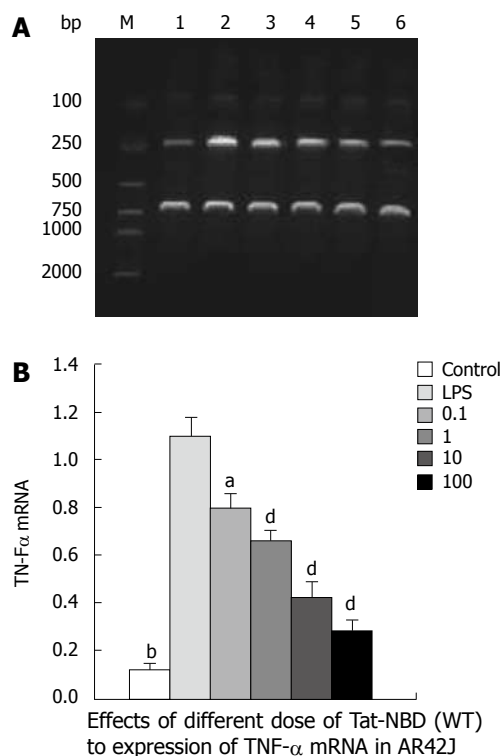 A
bp M 1 2 3 4 5 6
100
250
500
750
1000
2000
B
1.4
1.2
1.0
0.8
0.6
0.4
0.2
0.0
TN-Fα mRNA
b
a
d
d
d
Control
LPS
0.1
1
10
100
Effects of different dose of Tat-NBD (WT)
to expression of TNF-α mRNA in AR42J